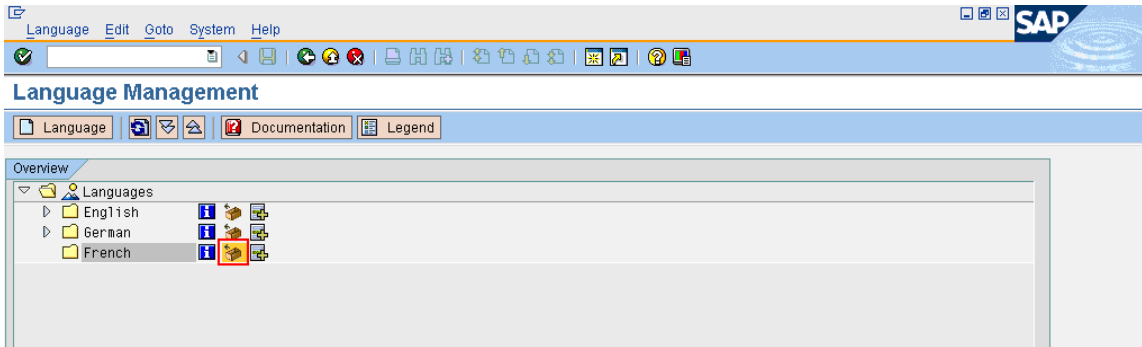 Language Edit Goto System Help
SAP
Language Management
Language Documentation Legend
Overview
Languages
English
German
French